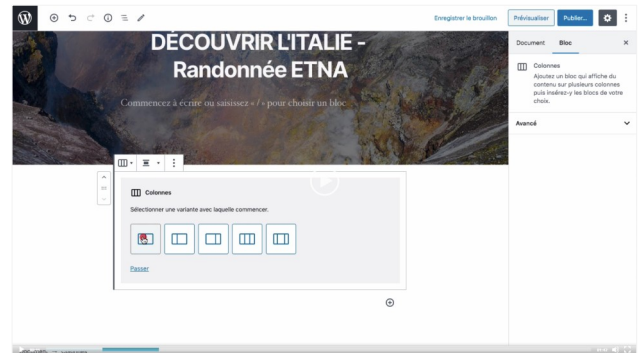 Enregistrer le brouillon
Prévisualiser
Publier...
DÉCOUVRIR L'ITALIE -
Randonnée ETNA
Commencez à écrire ou saisissez « / » pour choisir un bloc
Document
Bloc
Colonnes
Ajoutez un bloc qui affiche du
contenu sur plusieurs colonnes
puis insérez-y les blocs de votre
choix.
Avancé
Colonnes
Sélectionner une variante avec laquelle commencer.
Passer